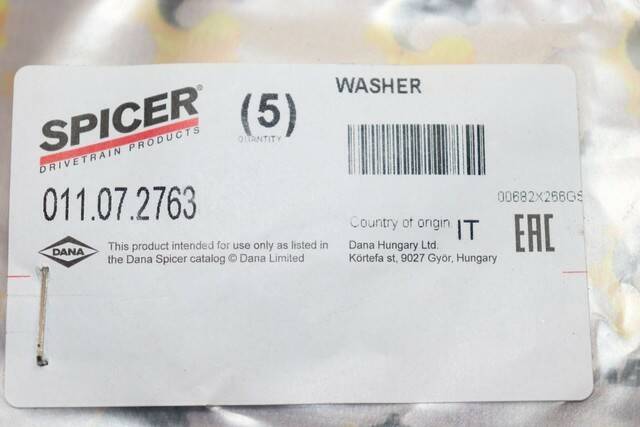 SPICER®
DRIVETRAIN PRODUCTS
(5)
QUANTITY
WASHER
011.07.2763
00682X266GS
Country of origin IT
EAC
DANA
This product intended for use only as listed in
the Dana Spicer catalog © Dana Limited
Dana Hungary Ltd.
Körtefa st, 9027 Győr, Hungary